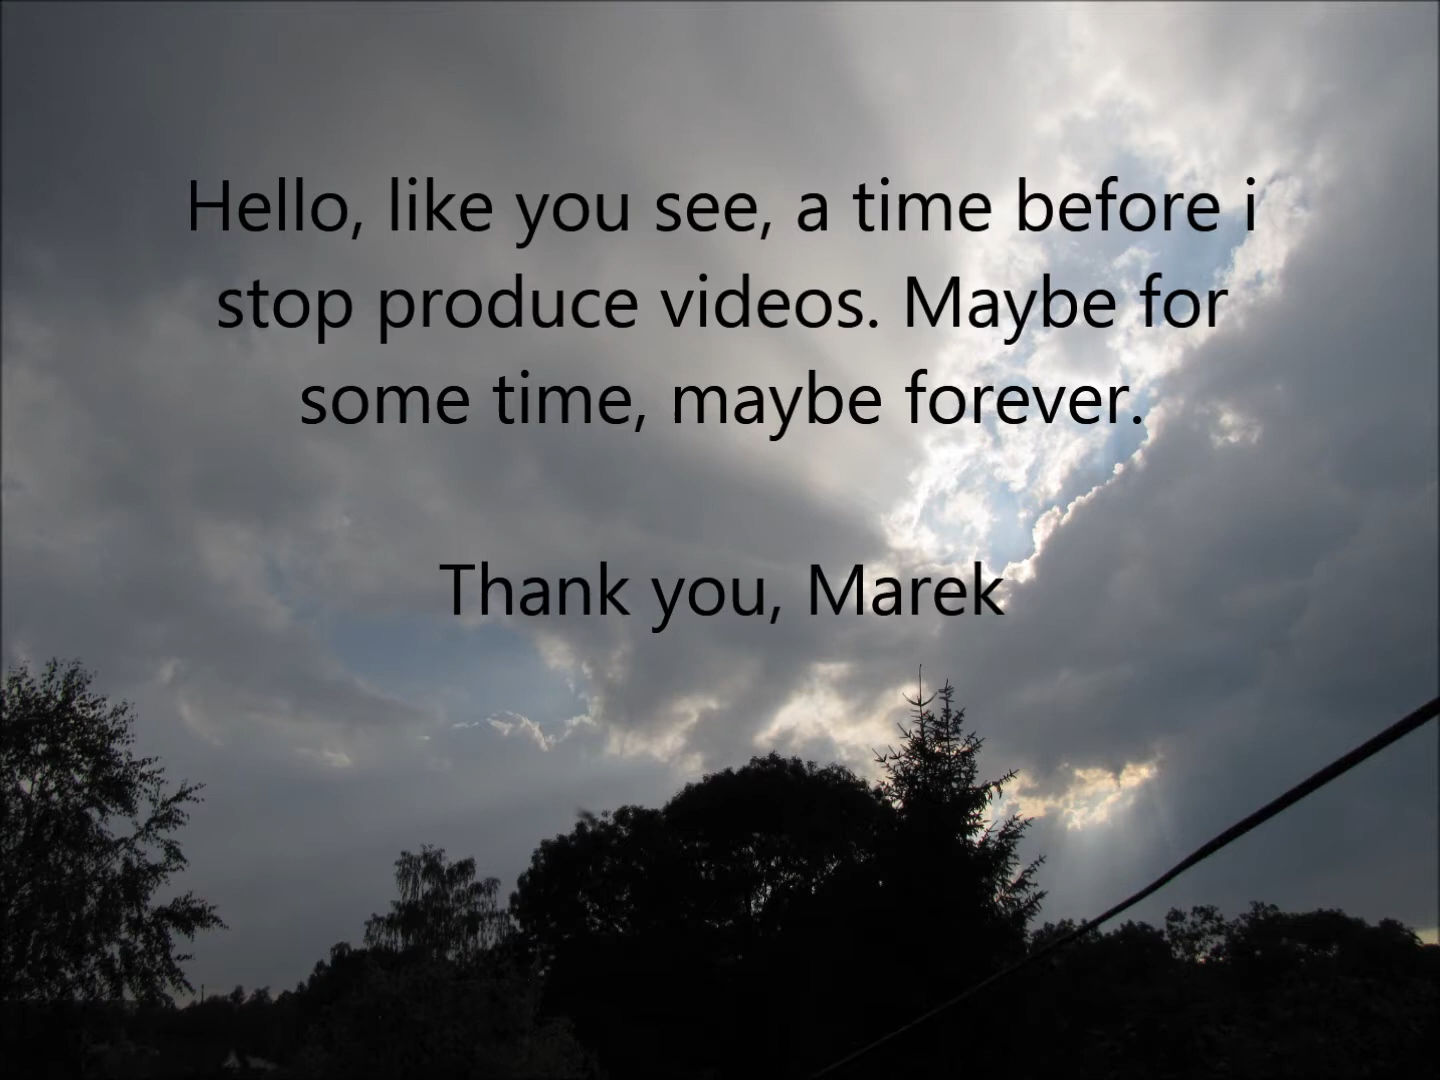 Hello, like you see, a time before i
stop produce videos. Maybe for
some time, maybe forever.
Thank you, Marek